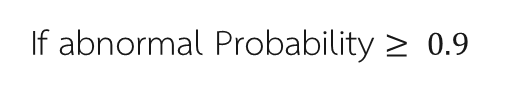 If abnormal Probability ≥ 0.9